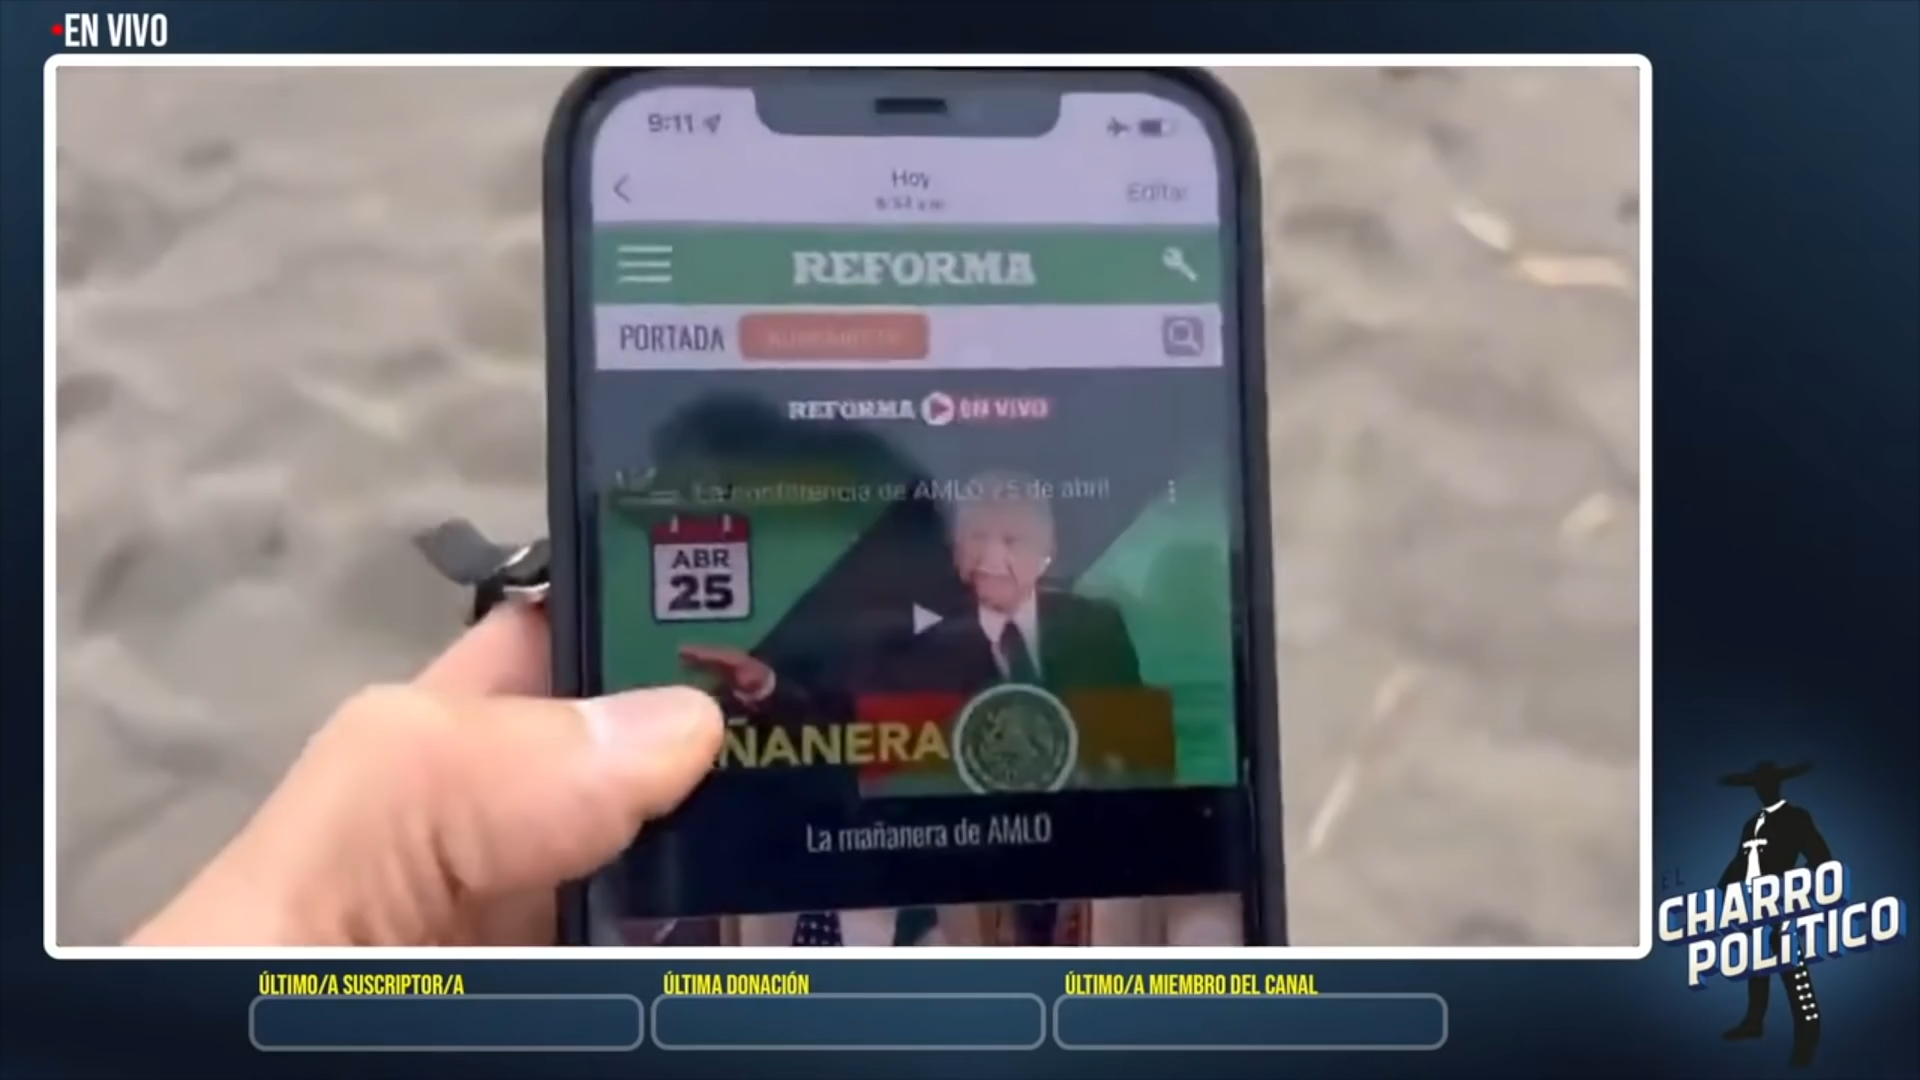 EN VIVO
9:11
Hoy
Editar
REFORMA
PORTADA
REFORMA EN VIVO
La conferencia de AMLO 25 de abril
ABR
25
ÑANERA
La mañanera de AMLO
EL
CHARRO
POLÍTICO
ÚLTIMO/A SUSCRIPTOR/A
ÚLTIMA DONACIÓN
ÚLTIMO/A MIEMBRO DEL CANAL